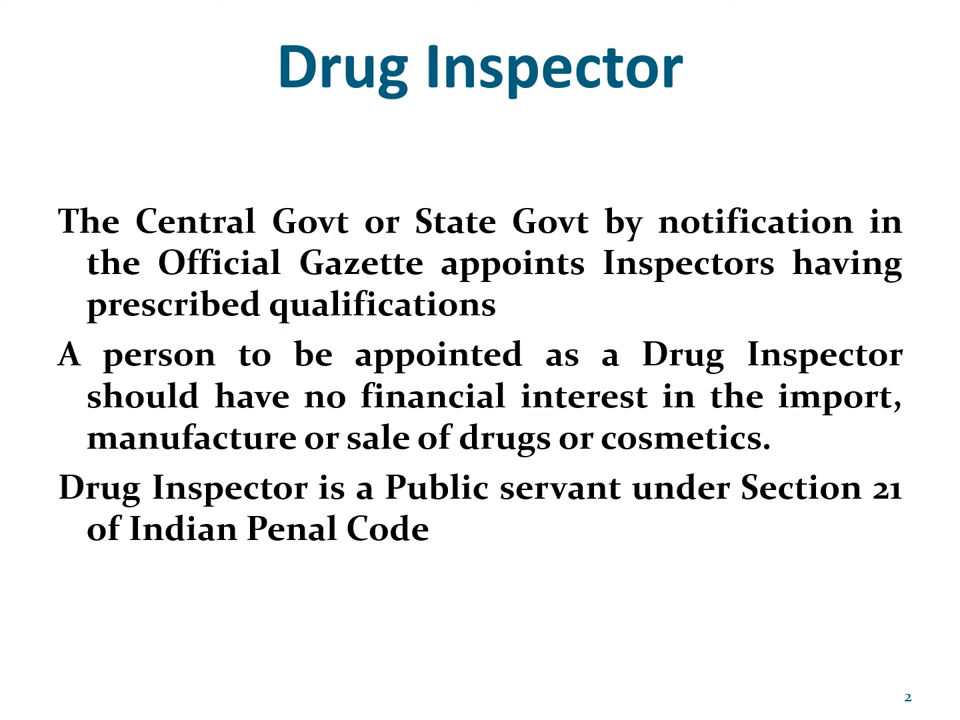 Drug Inspector
The Central Govt or State Govt by notification in
the Official Gazette appoints Inspectors having
prescribed qualifications
A person to be appointed as a Drug Inspector
should have no financial interest in the import,
manufacture or sale of drugs or cosmetics.
Drug Inspector is a Public servant under Section 21
of Indian Penal Code
2